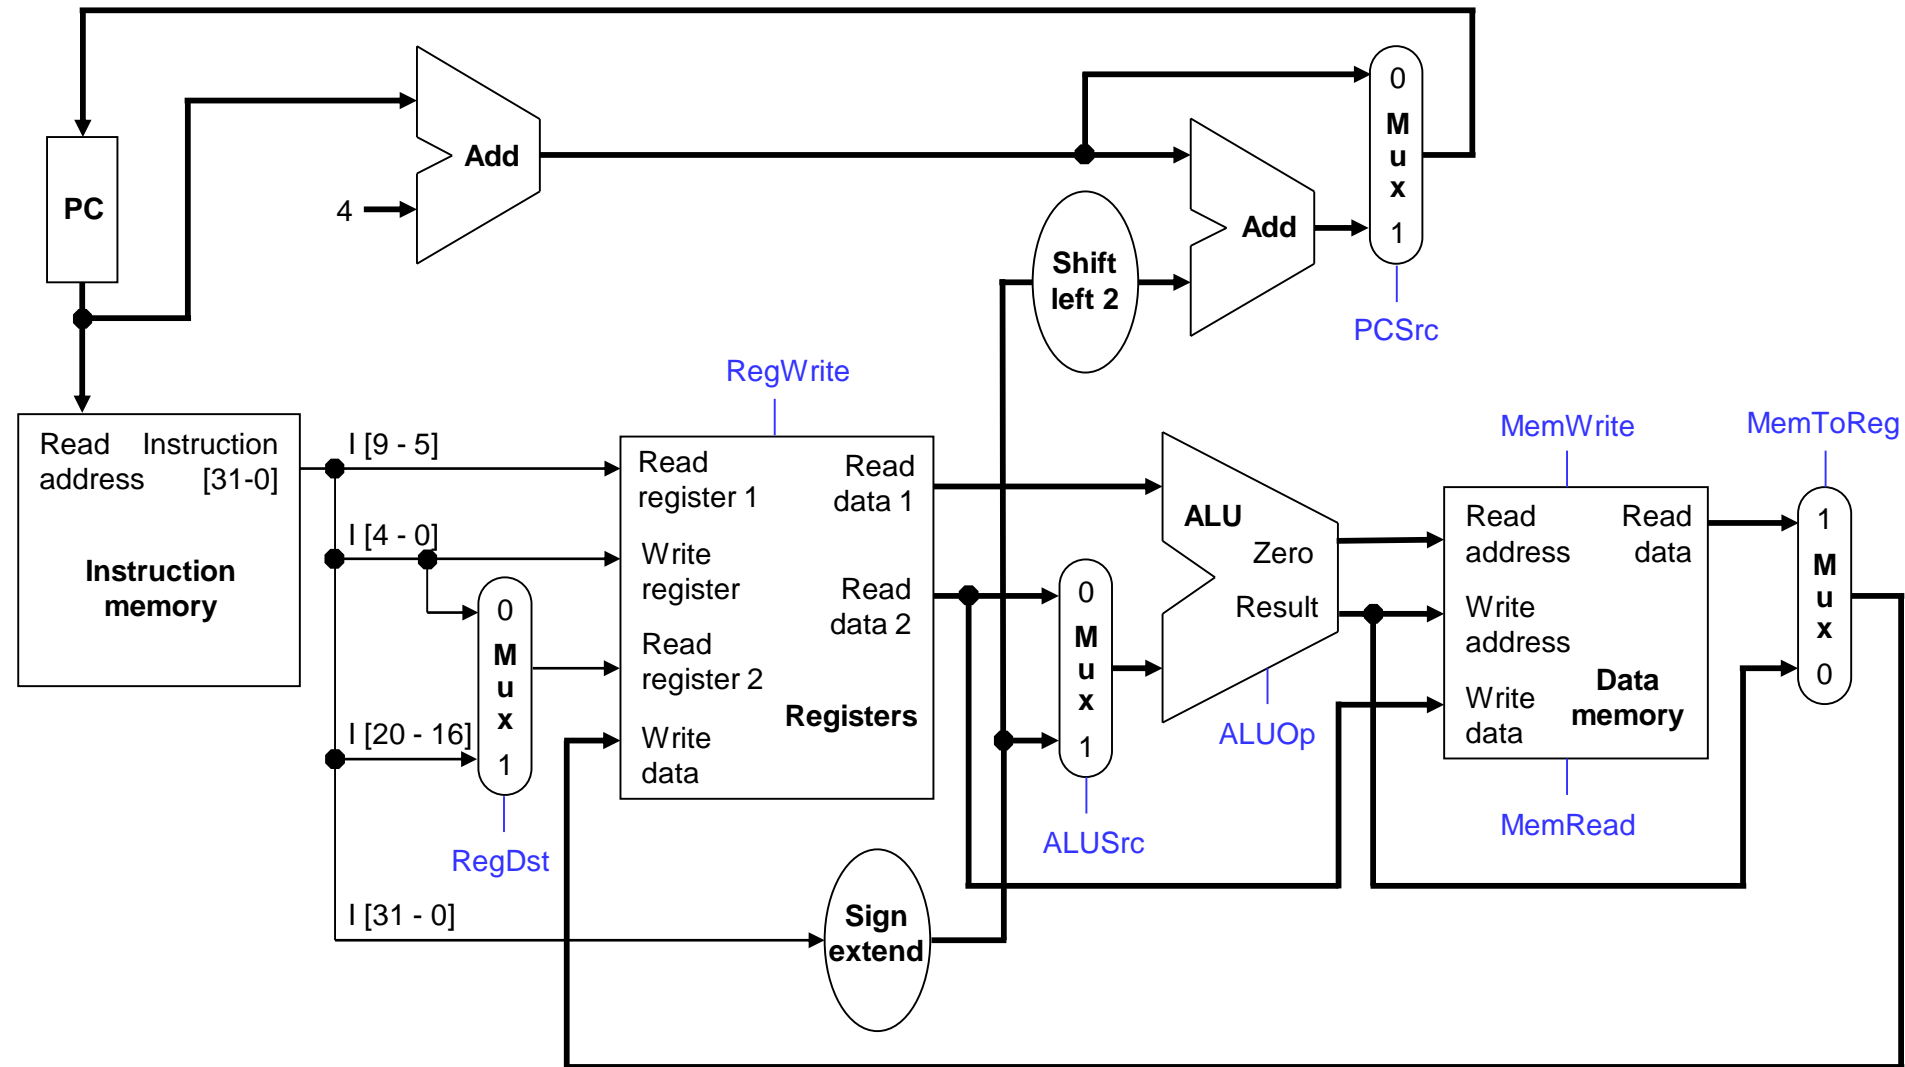 PC
Add
4
Add
Shift
left 2
0
M
u
x
1
PCSrc
RegWrite
Read
address
Instruction
[31-0]
Instruction
memory
I [9 - 5]
I [4 - 0]
I [20 - 16]
I [31 - 0]
0
M
u
x
1
RegDst
Read
register 1
Write
register
Read
register 2
Write
data
Read
data 1
Read
data 2
Registers
Sign
extend
0
M
u
x
1
ALUSrc
ALU
Zero
Result
ALUOp
MemWrite
Read
address
Write
address
Write
data
Read
data
Data
memory
MemRead
MemToReg
1
M
u
x
0